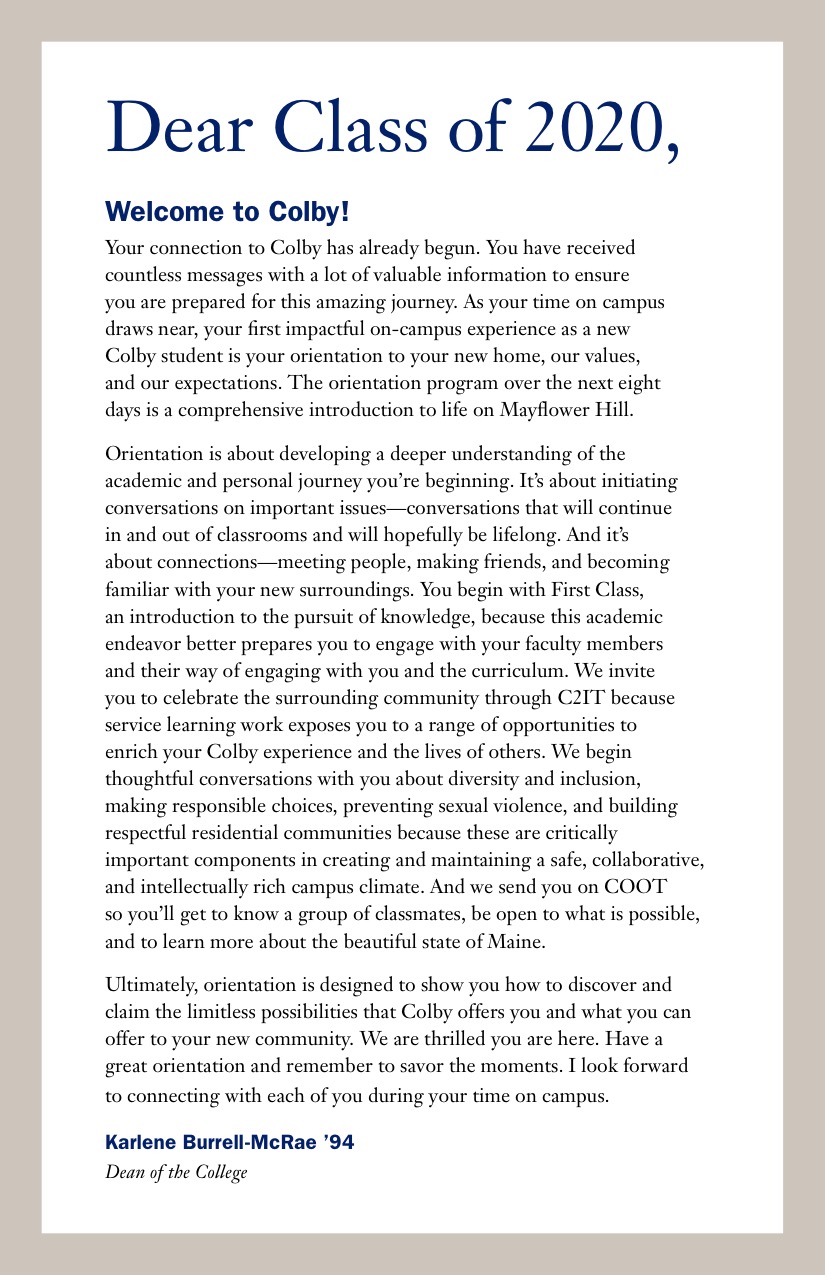 Dear Class of 2020,
Welcome to Colby!
Your connection to Colby has already begun. You have received
countless messages with a lot of valuable information to ensure
you are prepared for this amazing journey. As your time on campus
draws near, your first impactful on-campus experience as a new
Colby student is your orientation to your new home, our values,
and our expectations. The orientation program over the next eight
days is a comprehensive introduction to life on Mayflower Hill.
Orientation is about developing a deeper understanding of the
academic and personal journey you’re beginning. It’s about initiating
conversations on important issues—conversations that will continue
in and out of classrooms and will hopefully be lifelong. And it’s
about connections—meeting people, making friends, and becoming
familiar with your new surroundings. You begin with First Class,
an introduction to the pursuit of knowledge, because this academic
endeavor better prepares you to engage with your faculty members
and their way of engaging with you and the curriculum. We invite
you to celebrate the surrounding community through C2IT because
service learning work exposes you to a range of opportunities to
enrich your Colby experience and the lives of others. We begin
thoughtful conversations with you about diversity and inclusion,
making responsible choices, preventing sexual violence, and building
respectful residential communities because these are critically
important components in creating and maintaining a safe, collaborative,
and intellectually rich campus climate. And we send you on COOT
so you’ll get to know a group of classmates, be open to what is possible,
and to learn more about the beautiful state of Maine.
Ultimately, orientation is designed to show you how to discover and
claim the limitless possibilities that Colby offers you and what you can
offer to your new community. We are thrilled you are here. Have a
great orientation and remember to savor the moments. I look forward
to connecting with each of you during your time on campus.
Karlene Burrell-McRae ’94
Dean of the College